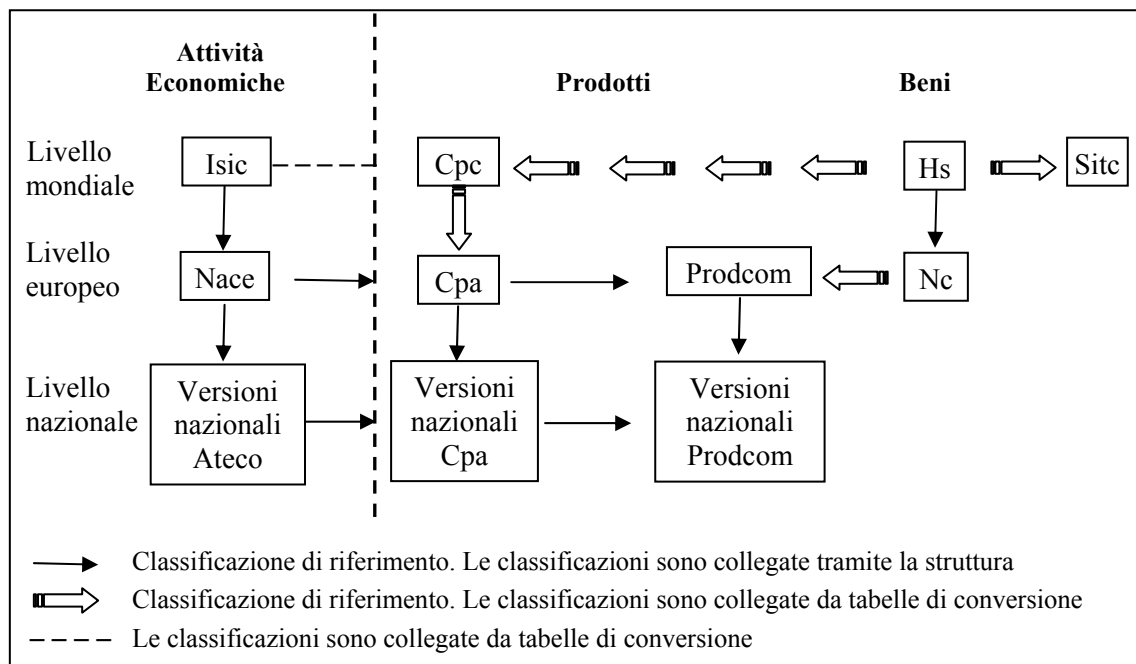 Attività
Economiche
Prodotti
Beni
Livello
mondiale
Isic
Cpc
Hs
Sitc
Livello
europeo
Nace
Cpa
Prodcom
Nc
Livello
nazionale
Versioni
nazionali
Ateco
Versioni
nazionali
Cpa
Versioni
nazionali
Prodcom
Classificazione di riferimento. Le classificazioni sono collegate tramite la struttura
Classificazione di riferimento. Le classificazioni sono collegate da tabelle di conversione
Le classificazioni sono collegate da tabelle di conversione